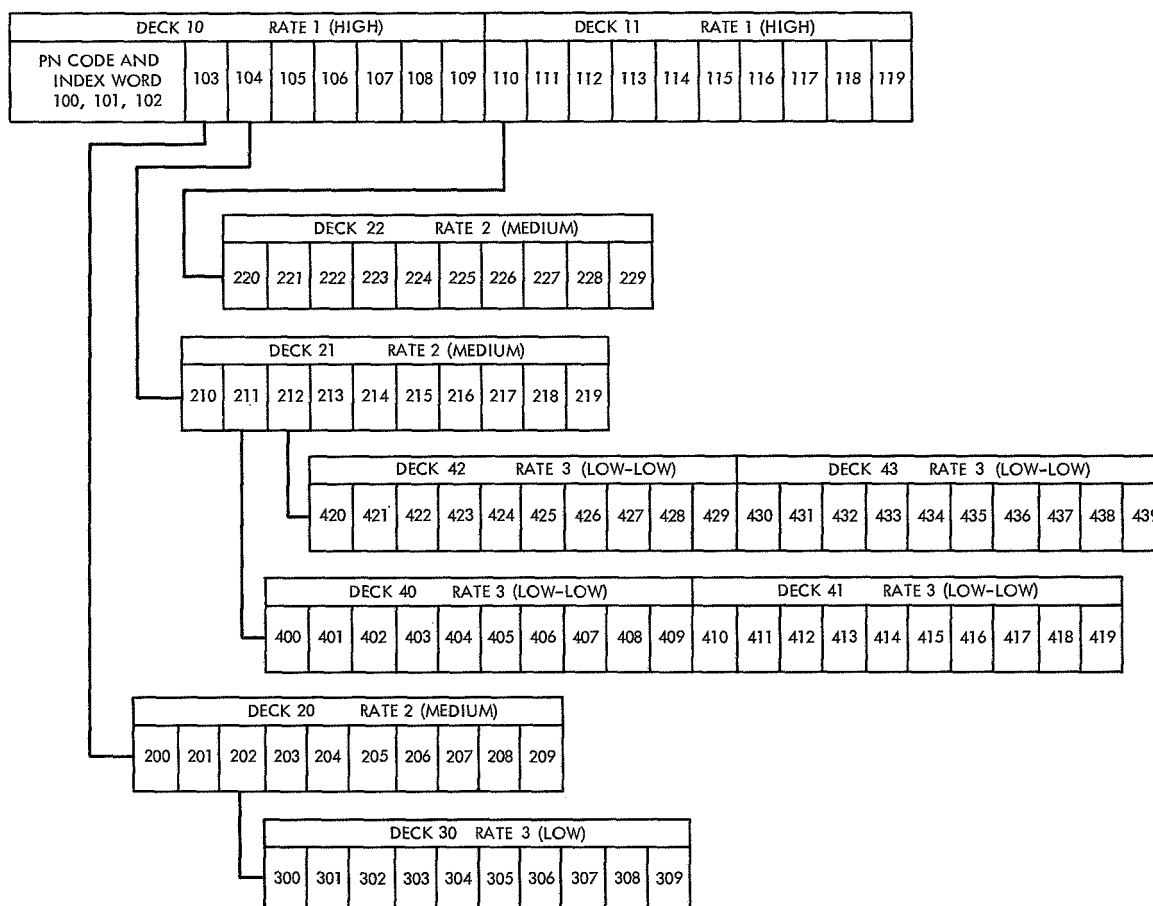 DECK 10 RATE 1 (HIGH) DECK 11 RATE 1 (HIGH)
PN CODE AND
INDEX WORD
100, 101, 102
103 104 105 106 107 108 109 110 111 112 113 114 115 116 117 118 119
DECK 22 RATE 2 (MEDIUM)
220 221 222 223 224 225 226 227 228 229
DECK 21 RATE 2 (MEDIUM)
210 211 212 213 214 215 216 217 218 219
DECK 42 RATE 3 (LOW-LOW) DECK 43 RATE 3 (LOW-LOW)
420 421 422 423 424 425 426 427 428 429 430 431 432 433 434 435 436 437 438 439
DECK 40 RATE 3 (LOW-LOW) DECK 41 RATE 3 (LOW-LOW)
400 401 402 403 404 405 406 407 408 409 410 411 412 413 414 415 416 417 418 419
DECK 20 RATE 2 (MEDIUM)
200 201 202 203 204 205 206 207 208 209
DECK 30 RATE 3 (LOW)
300 301 302 303 304 305 306 307 308 309